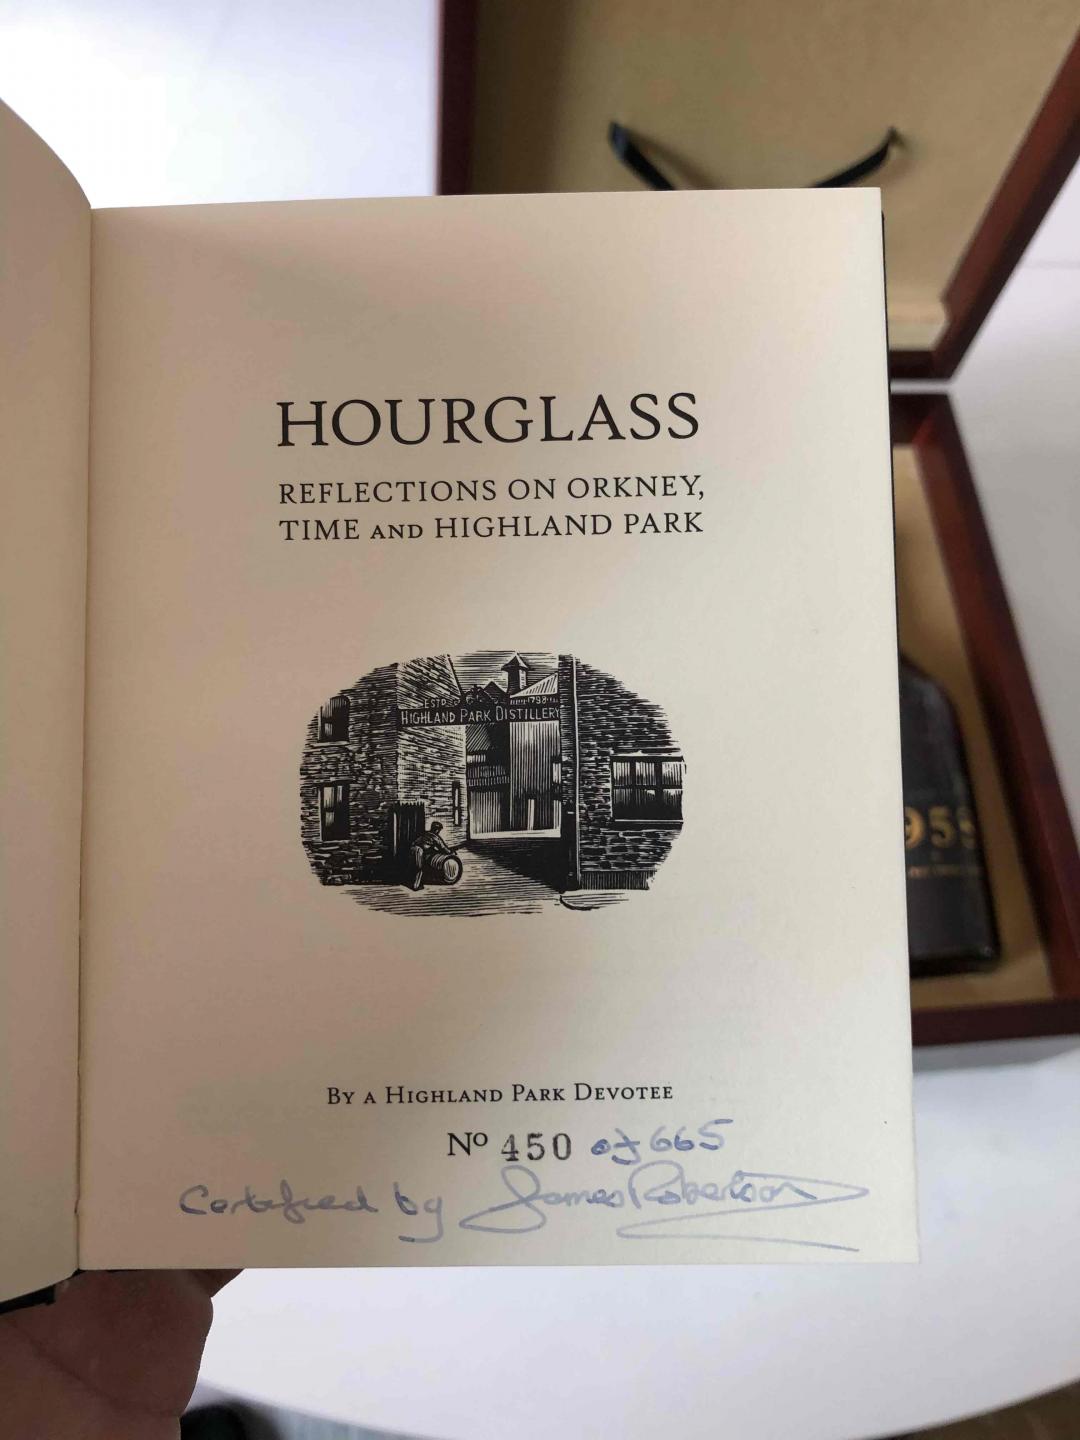 HOURGLASS
REFLECTIONS ON ORKNEY,
TIME AND HIGHLAND PARK
ESTD 1798
HIGHLAND PARK DISTILLERY
BY A HIGHLAND PARK DEVOTEE
Nº 450 of 665
Certified by James Robertson
958